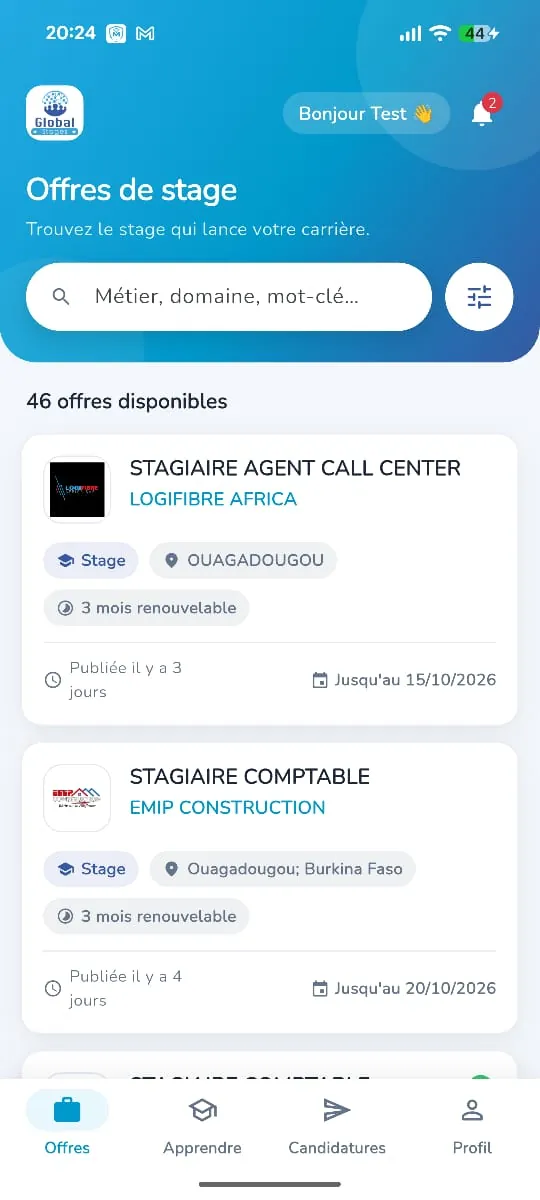 20:24
44
Global
Stages
Bonjour Test 👋
2
Offres de stage
Trouvez le stage qui lance votre carrière.
Métier, domaine, mot-clé...
46 offres disponibles
STAGIAIRE AGENT CALL CENTER
LOGIFIBRE AFRICA
Stage
OUAGADOUGOU
3 mois renouvelable
Publiée il y a 3
jours
Jusqu'au 15/10/2026
STAGIAIRE COMPTABLE
EMIP CONSTRUCTION
Stage
Ouagadougou; Burkina Faso
3 mois renouvelable
Publiée il y a 4
jours
Jusqu'au 20/10/2026
Offres
Apprendre
Candidatures
Profil